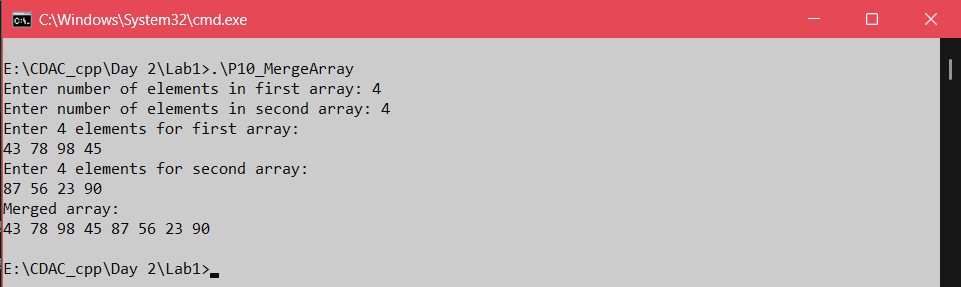 C:\Windows\System32\cmd.exe
E:\CDAC_cpp\Day 2\Lab1>.\P10_MergeArray
Enter number of elements in first array: 4
Enter number of elements in second array: 4
Enter 4 elements for first array:
43 78 98 45
Enter 4 elements for second array:
87 56 23 90
Merged array:
43 78 98 45 87 56 23 90
E:\CDAC_cpp\Day 2\Lab1>